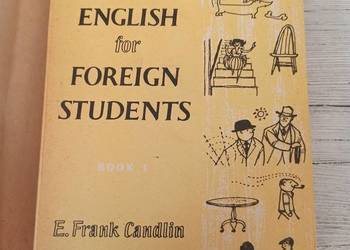 ENGLISH
for
FOREIGN
STUDENTS
BOOK 1
E. Frank Candlin